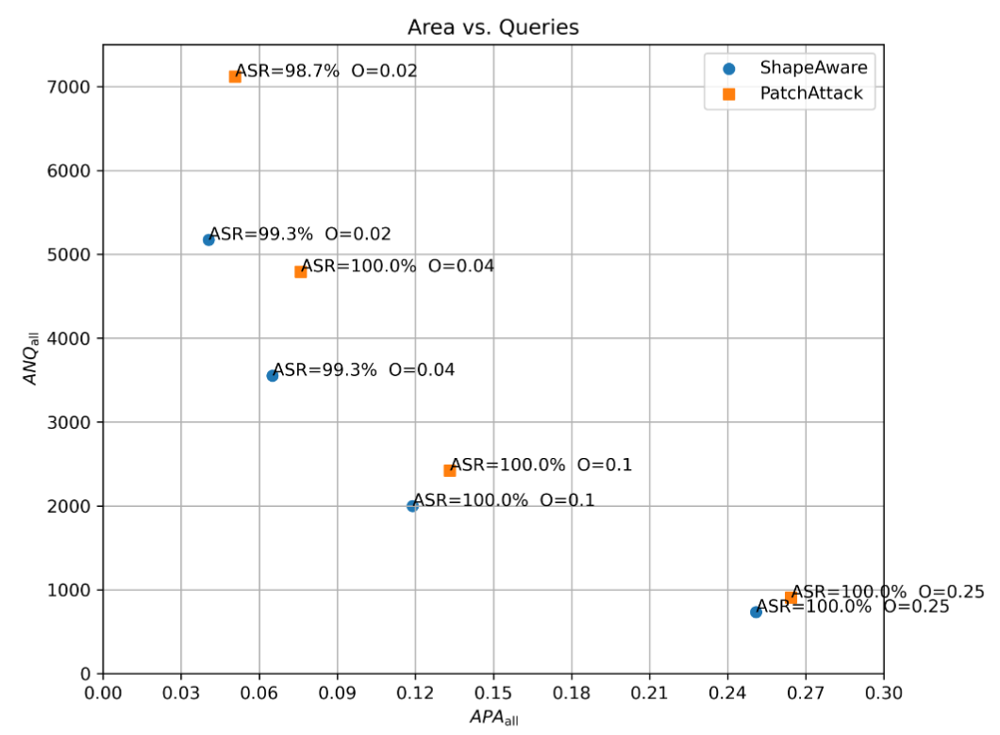 Area vs. Queries
ShapeAware
PatchAttack
ASR=98.7% O=0.02
ASR=99.3% O=0.02
ASR=100.0% O=0.04
ASR=99.3% O=0.04
ASR=100.0% O=0.1
ASR=100.0% O=0.1
ASR=100.0% O=0.25
ASR=100.0% O=0.25
7000
6000
5000
4000
3000
2000
1000
0
ANQall
0.00 0.03 0.06 0.09 0.12 0.15 0.18 0.21 0.24 0.27 0.30
APAall